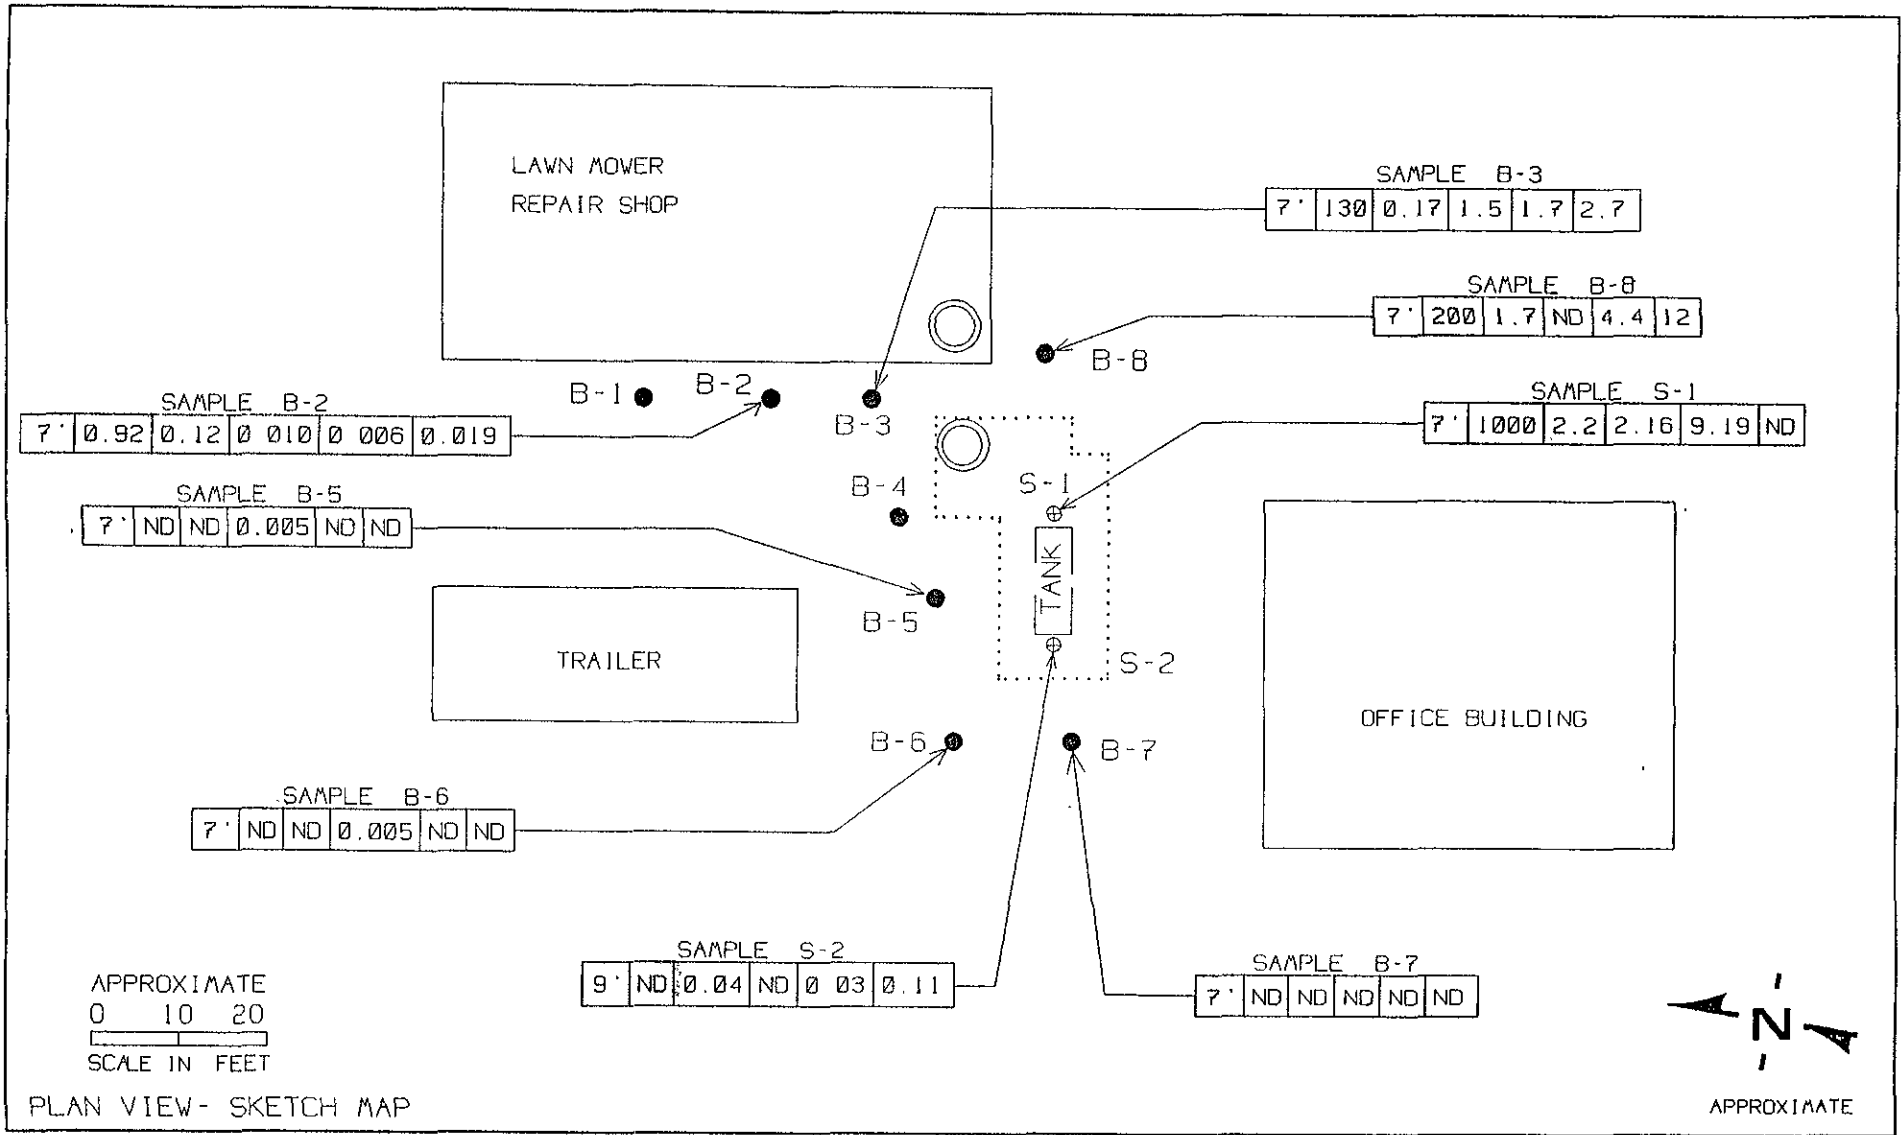 LAWN MOWER
REPAIR SHOP
SAMPLE B-3
7' 130 0.17 1.5 1.7 2.7
SAMPLE B-8
7' 200 1.7 ND 4.4 12
B-8
B-1
B-2
B-3
SAMPLE B-2
7' 0.92 0.12 0 010 0 006 0.019
SAMPLE S-1
7' 1000 2.2 2.16 9.19 ND
B-4
S-1
SAMPLE B-5
7' ND ND 0.005 ND ND
TANK
B-5
TRAILER
S-2
OFFICE BUILDING
B-6
B-7
SAMPLE B-6
7' ND ND 0.005 ND ND
SAMPLE S-2
9' ND 0.04 ND 0 03 0.11
SAMPLE B-7
7' ND ND ND ND ND
APPROXIMATE
0 10 20
SCALE IN FEET
N
APPROXIMATE
PLAN VIEW- SKETCH MAP